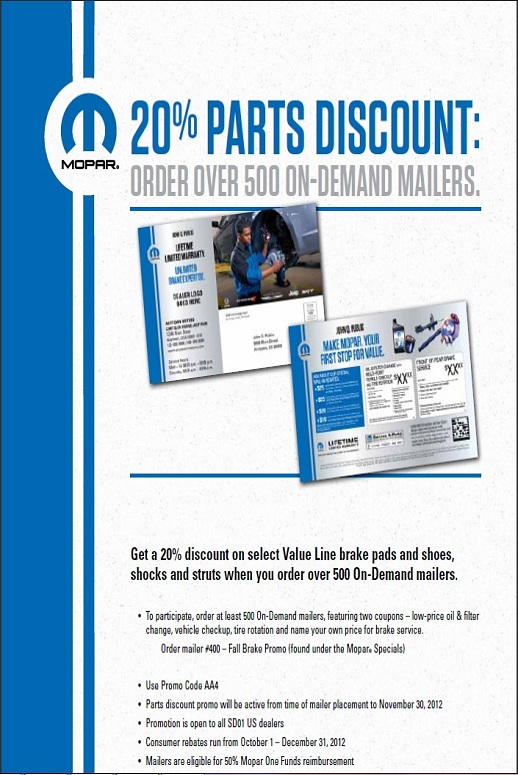 20% PARTS DISCOUNT:
MOPAR®
ORDER OVER 500 ON-DEMAND MAILERS.
JOHN Q. PUBLIC
LIFETIME
LIMITED WARRANTY.
UNLIMITED
BRAKE EXPERTISE.
DEALER LOGO
GOES HERE
JOHN Q. PUBLIC
MAKE MOPAR® YOUR
FIRST STOP FOR VALUE.
FRONT OR REAR BRAKE
SERVICE
$XX
$XX
LIFETIME
Get a 20% discount on select Value Line brake pads and shoes,
shocks and struts when you order over 500 On-Demand mailers.
• To participate, order at least 500 On-Demand mailers, featuring two coupons – low-price oil & filter
change, vehicle checkup, tire rotation and name your own price for brake service.
Order mailer #400 – Fall Brake Promo (found under the Mopar® Specials)
• Use Promo Code AA4
• Parts discount promo will be active from time of mailer placement to November 30, 2012
• Promotion is open to all SD01 US dealers
• Consumer rebates run from October 1 – December 31, 2012
• Mailers are eligible for 50% Mopar One Funds reimbursement